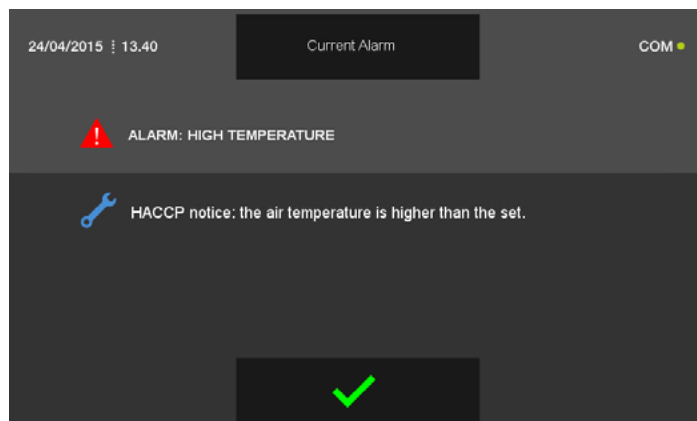 24/04/2015 ⁞ 13.40
Current Alarm
COM
ALARM: HIGH TEMPERATURE
HACCP notice: the air temperature is higher than the set.